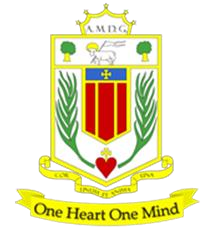 A.M.D.G
COR UNUM ET ANIMA UNA
One Heart One Mind